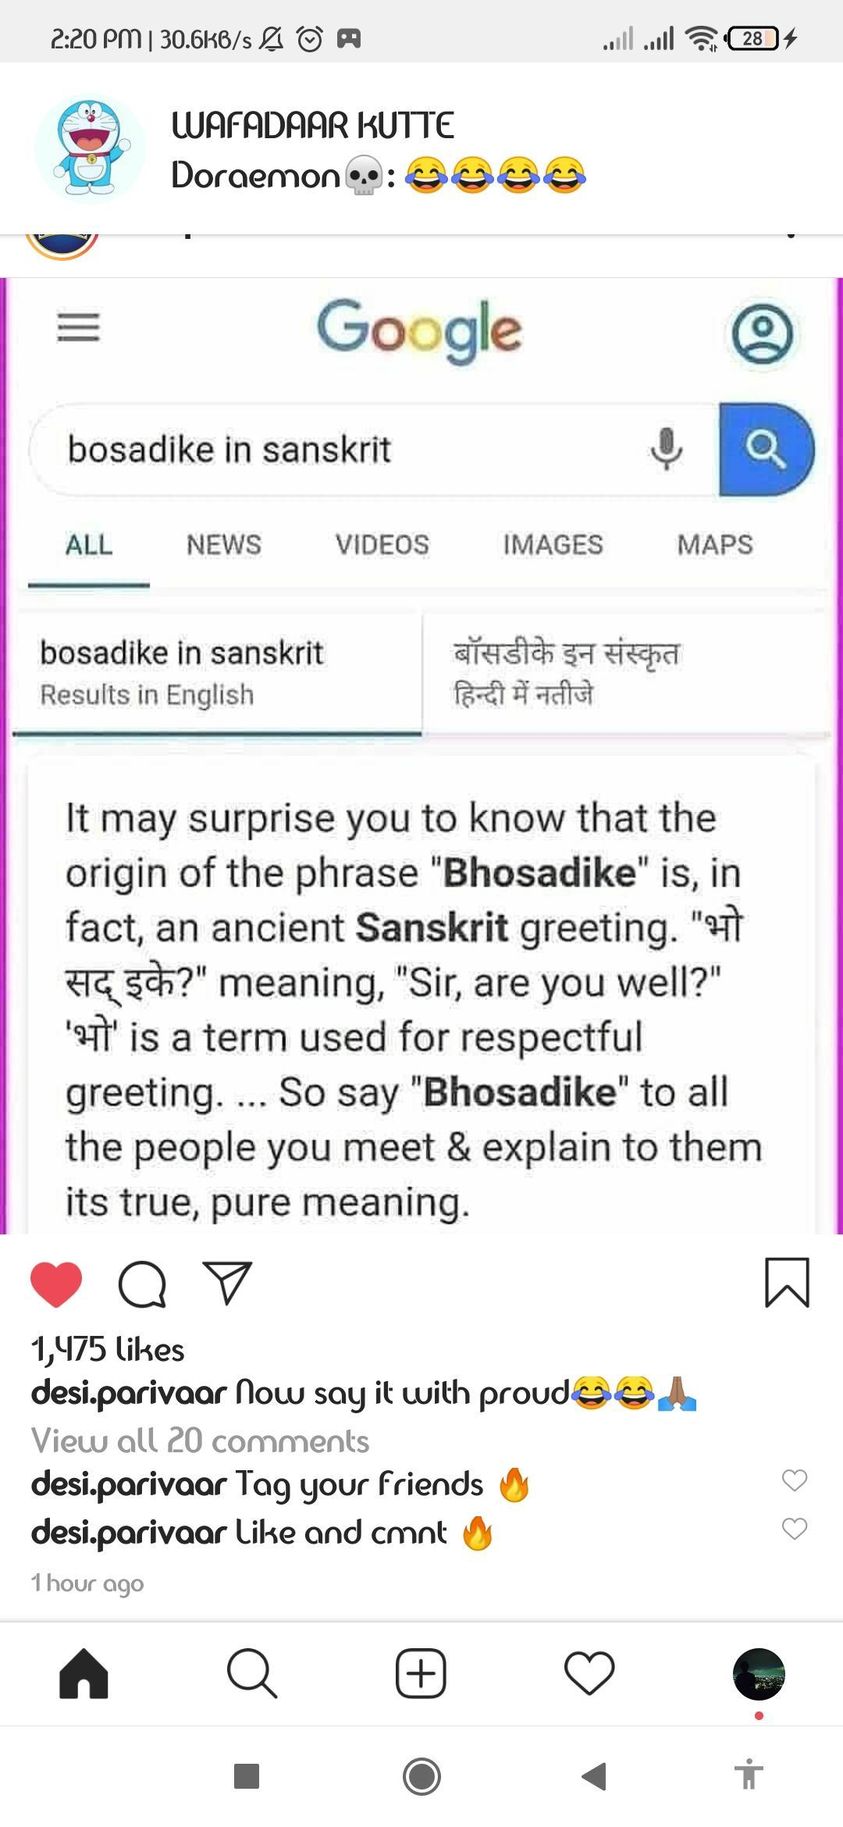 2:20 PM | 30.6KB/s
28
WAFADAAR KUTTE
Doraemon💀: 😂😂😂😂
Google
bosadike in sanskrit
ALL NEWS VIDEOS IMAGES MAPS
bosadike in sanskrit
Results in English
बॉसडीके इन संस्कृत
हिन्दी में नतीजे
It may surprise you to know that the
origin of the phrase "Bhosadike" is, in
fact, an ancient Sanskrit greeting. "भो
सद् इके?" meaning, "Sir, are you well?"
'भो' is a term used for respectful
greeting. ... So say "Bhosadike" to all
the people you meet & explain to them
its true, pure meaning.
1,475 likes
desi.parivaar Now say it with proud😂😂🙏🏽
View all 20 comments
desi.parivaar Tag your friends 🔥
desi.parivaar Like and cmnt 🔥
1 hour ago